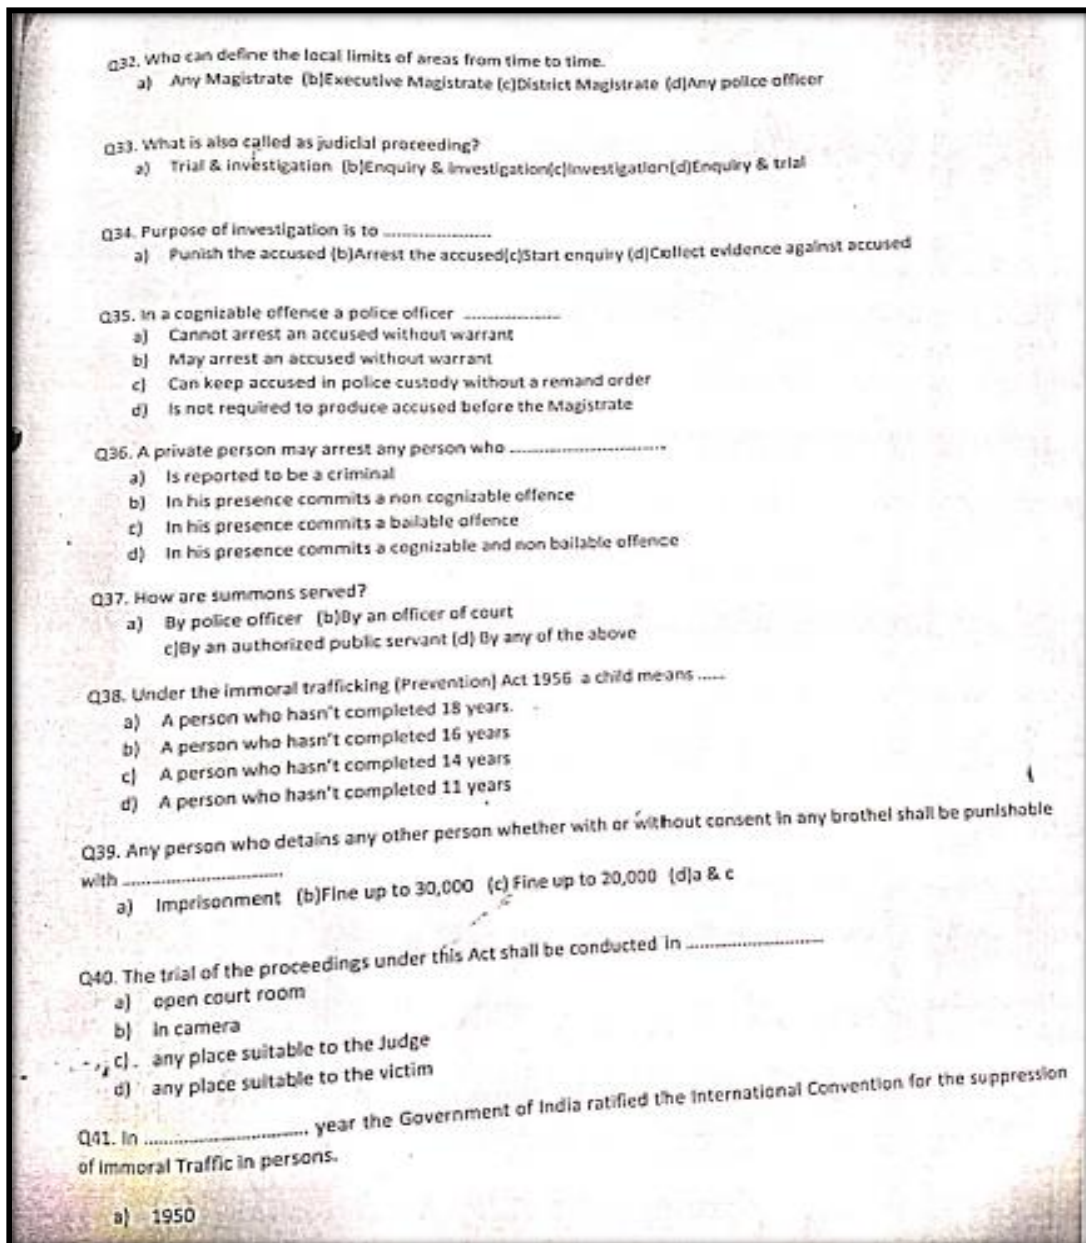 Q32. Who can define the local limits of areas from time to time.
a) Any Magistrate (b)Executive Magistrate (c)District Magistrate (d)Any police officer
Q33. What is also called as judicial proceeding?
a) Trial & investigation (b)Enquiry & investigation(c)Investigation(d)Enquiry & trial
Q34. Purpose of investigation is to ......................
a) Punish the accused (b)Arrest the accused(c)Start enquiry (d)Collect evidence against accused
Q35. In a cognizable offence a police officer ....................
a) Cannot arrest an accused without warrant
b) May arrest an accused without warrant
c) Can keep accused in police custody without a remand order
d) Is not required to produce accused before the Magistrate
Q36. A private person may arrest any person who ................................
a) Is reported to be a criminal
b) In his presence commits a non cognizable offence
c) In his presence commits a bailable offence
d) In his presence commits a cognizable and non bailable offence
Q37. How are summons served?
a) By police officer (b)By an officer of court
c)By an authorized public servant (d) By any of the above
Q38. Under the immoral trafficking (Prevention) Act 1956 a child means .....
a) A person who hasn't completed 18 years.
b) A person who hasn't completed 16 years
c) A person who hasn't completed 14 years
d) A person who hasn't completed 11 years
Q39. Any person who detains any other person whether with or without consent in any brothel shall be punishable
with ................................
a) Imprisonment (b)Fine up to 30,000 (c) Fine up to 20,000 (d)a & c
Q40. The trial of the proceedings under this Act shall be conducted in ............................
a) open court room
b) in camera
c). any place suitable to the Judge
d) any place suitable to the victim
Q41. In ................................ year the Government of India ratified the International Convention for the suppression
of Immoral Traffic in persons.
a) 1950